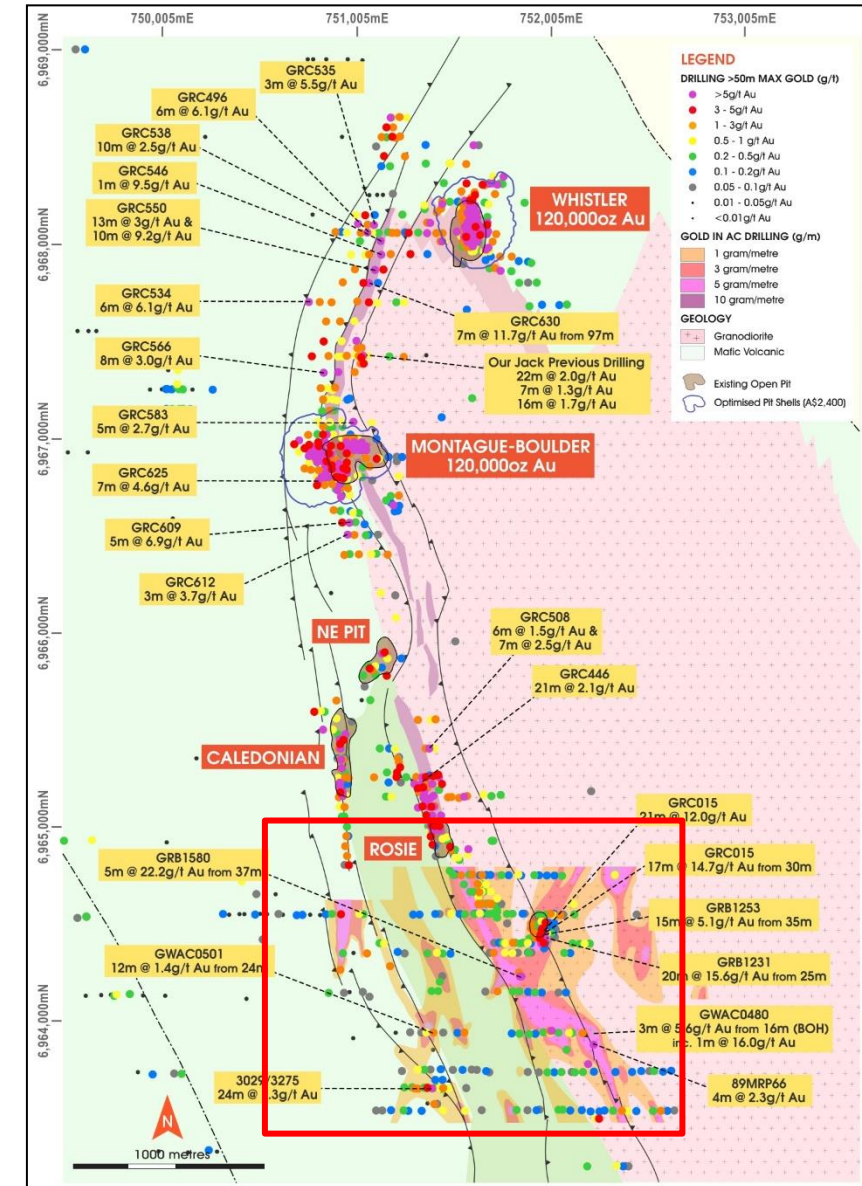 750,005mE
751,005mE
752,005mE
753,005mE
6,969,000mN
6,968,000mN
6,967,000mN
6,966,000mN
6,965,000mN
6,964,000mN
GRC535
3m @ 5.5g/t Au
GRC496
6m @ 6.1g/t Au
GRC538
10m @ 2.5g/t Au
GRC546
1m @ 9.5g/t Au
GRC550
13m @ 3g/t Au &
10m @ 9.2g/t Au
GRC534
6m @ 6.1g/t Au
GRC566
8m @ 3.0g/t Au
GRC583
5m @ 2.7g/t Au
GRC625
7m @ 4.6g/t Au
GRC609
5m @ 6.9g/t Au
GRC612
3m @ 3.7g/t Au
WHISTLER
120,000oz Au
GRC630
7m @ 11.7g/t Au from 97m
Our Jack Previous Drilling
22m @ 2.0g/t Au
7m @ 1.3g/t Au
16m @ 1.7g/t Au
MONTAGUE-BOULDER
120,000oz Au
NE PIT
GRC508
6m @ 1.5g/t Au &
7m @ 2.5g/t Au
GRC446
21m @ 2.1g/t Au
CALEDONIAN
ROSIE
GRB1580
5m @ 22.2g/t Au from 37m
GWAC0501
12m @ 1.4g/t Au from 24m
3029/3275
24m @ .3g/t Au
GRC015
21m @ 12.0g/t Au
GRC015
17m @ 14.7g/t Au from 30m
GRB1253
15m @ 5.1g/t Au from 35m
GRB1231
20m @ 15.6g/t Au from 25m
GWAC0480
3m @ 5.6g/t Au from 16m (BOH)
inc. 1m @ 16.0g/t Au
89MRP66
4m @ 2.3g/t Au
LEGEND
DRILLING >50m MAX GOLD (g/t)
>5g/t Au
3 - 5g/t Au
1 - 3g/t Au
0.5 - 1 g/t Au
0.2 - 0.5g/t Au
0.1 - 0.2g/t Au
0.05 - 0.1g/t Au
0.01 - 0.05g/t Au
<0.01g/t Au
GOLD IN AC DRILLING (g/m)
1 gram/metre
3 gram/metre
5 gram/metre
10 gram/metre
GEOLOGY
Granodiorite
Mafic Volcanic
Existing Open Pit
Optimised Pit Shells (A$2,400)
N
1000 metres